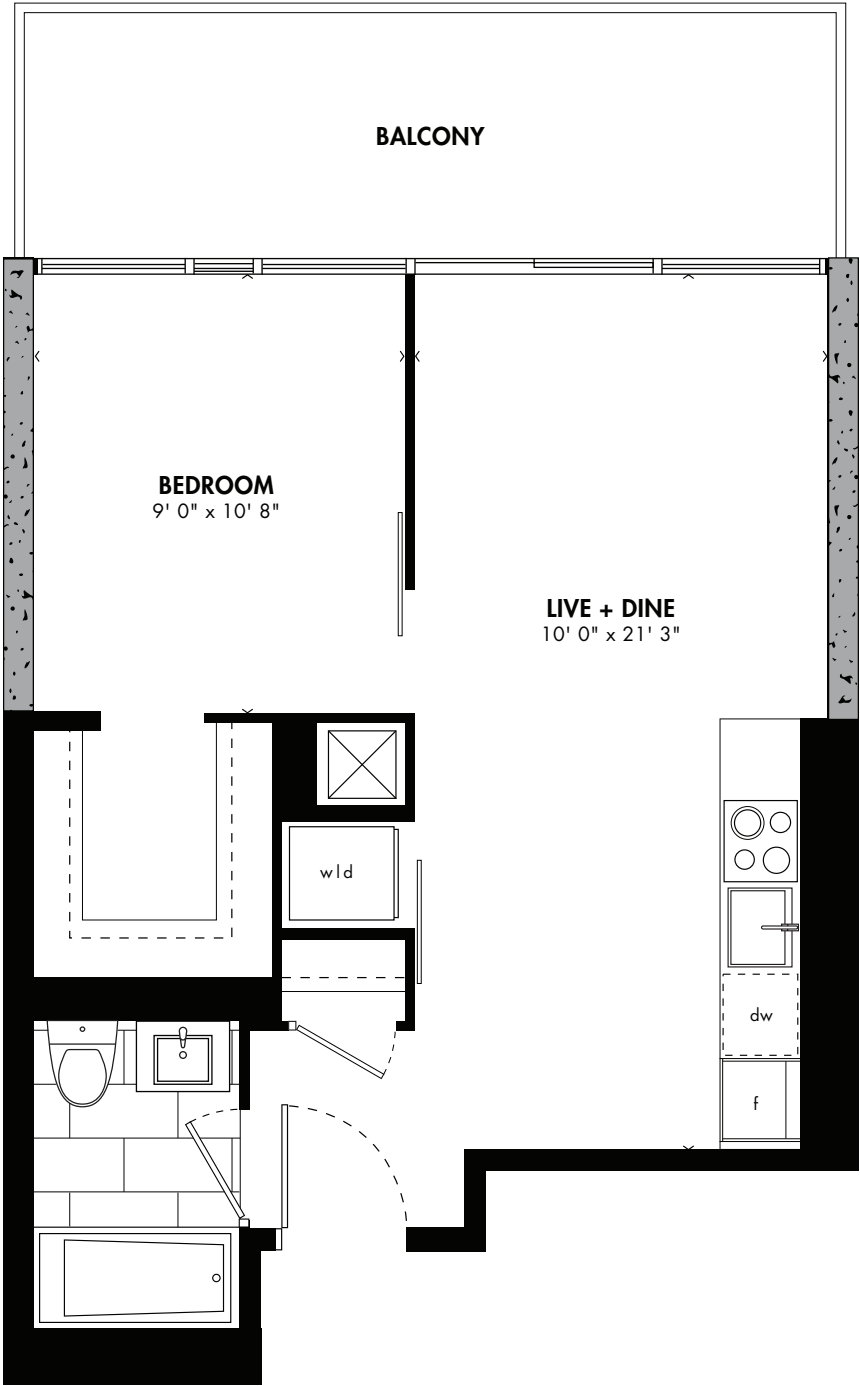 BALCONY
BEDROOM
9' 0" x 10' 8"
LIVE + DINE
10' 0" x 21' 3"
w/d
dw
f